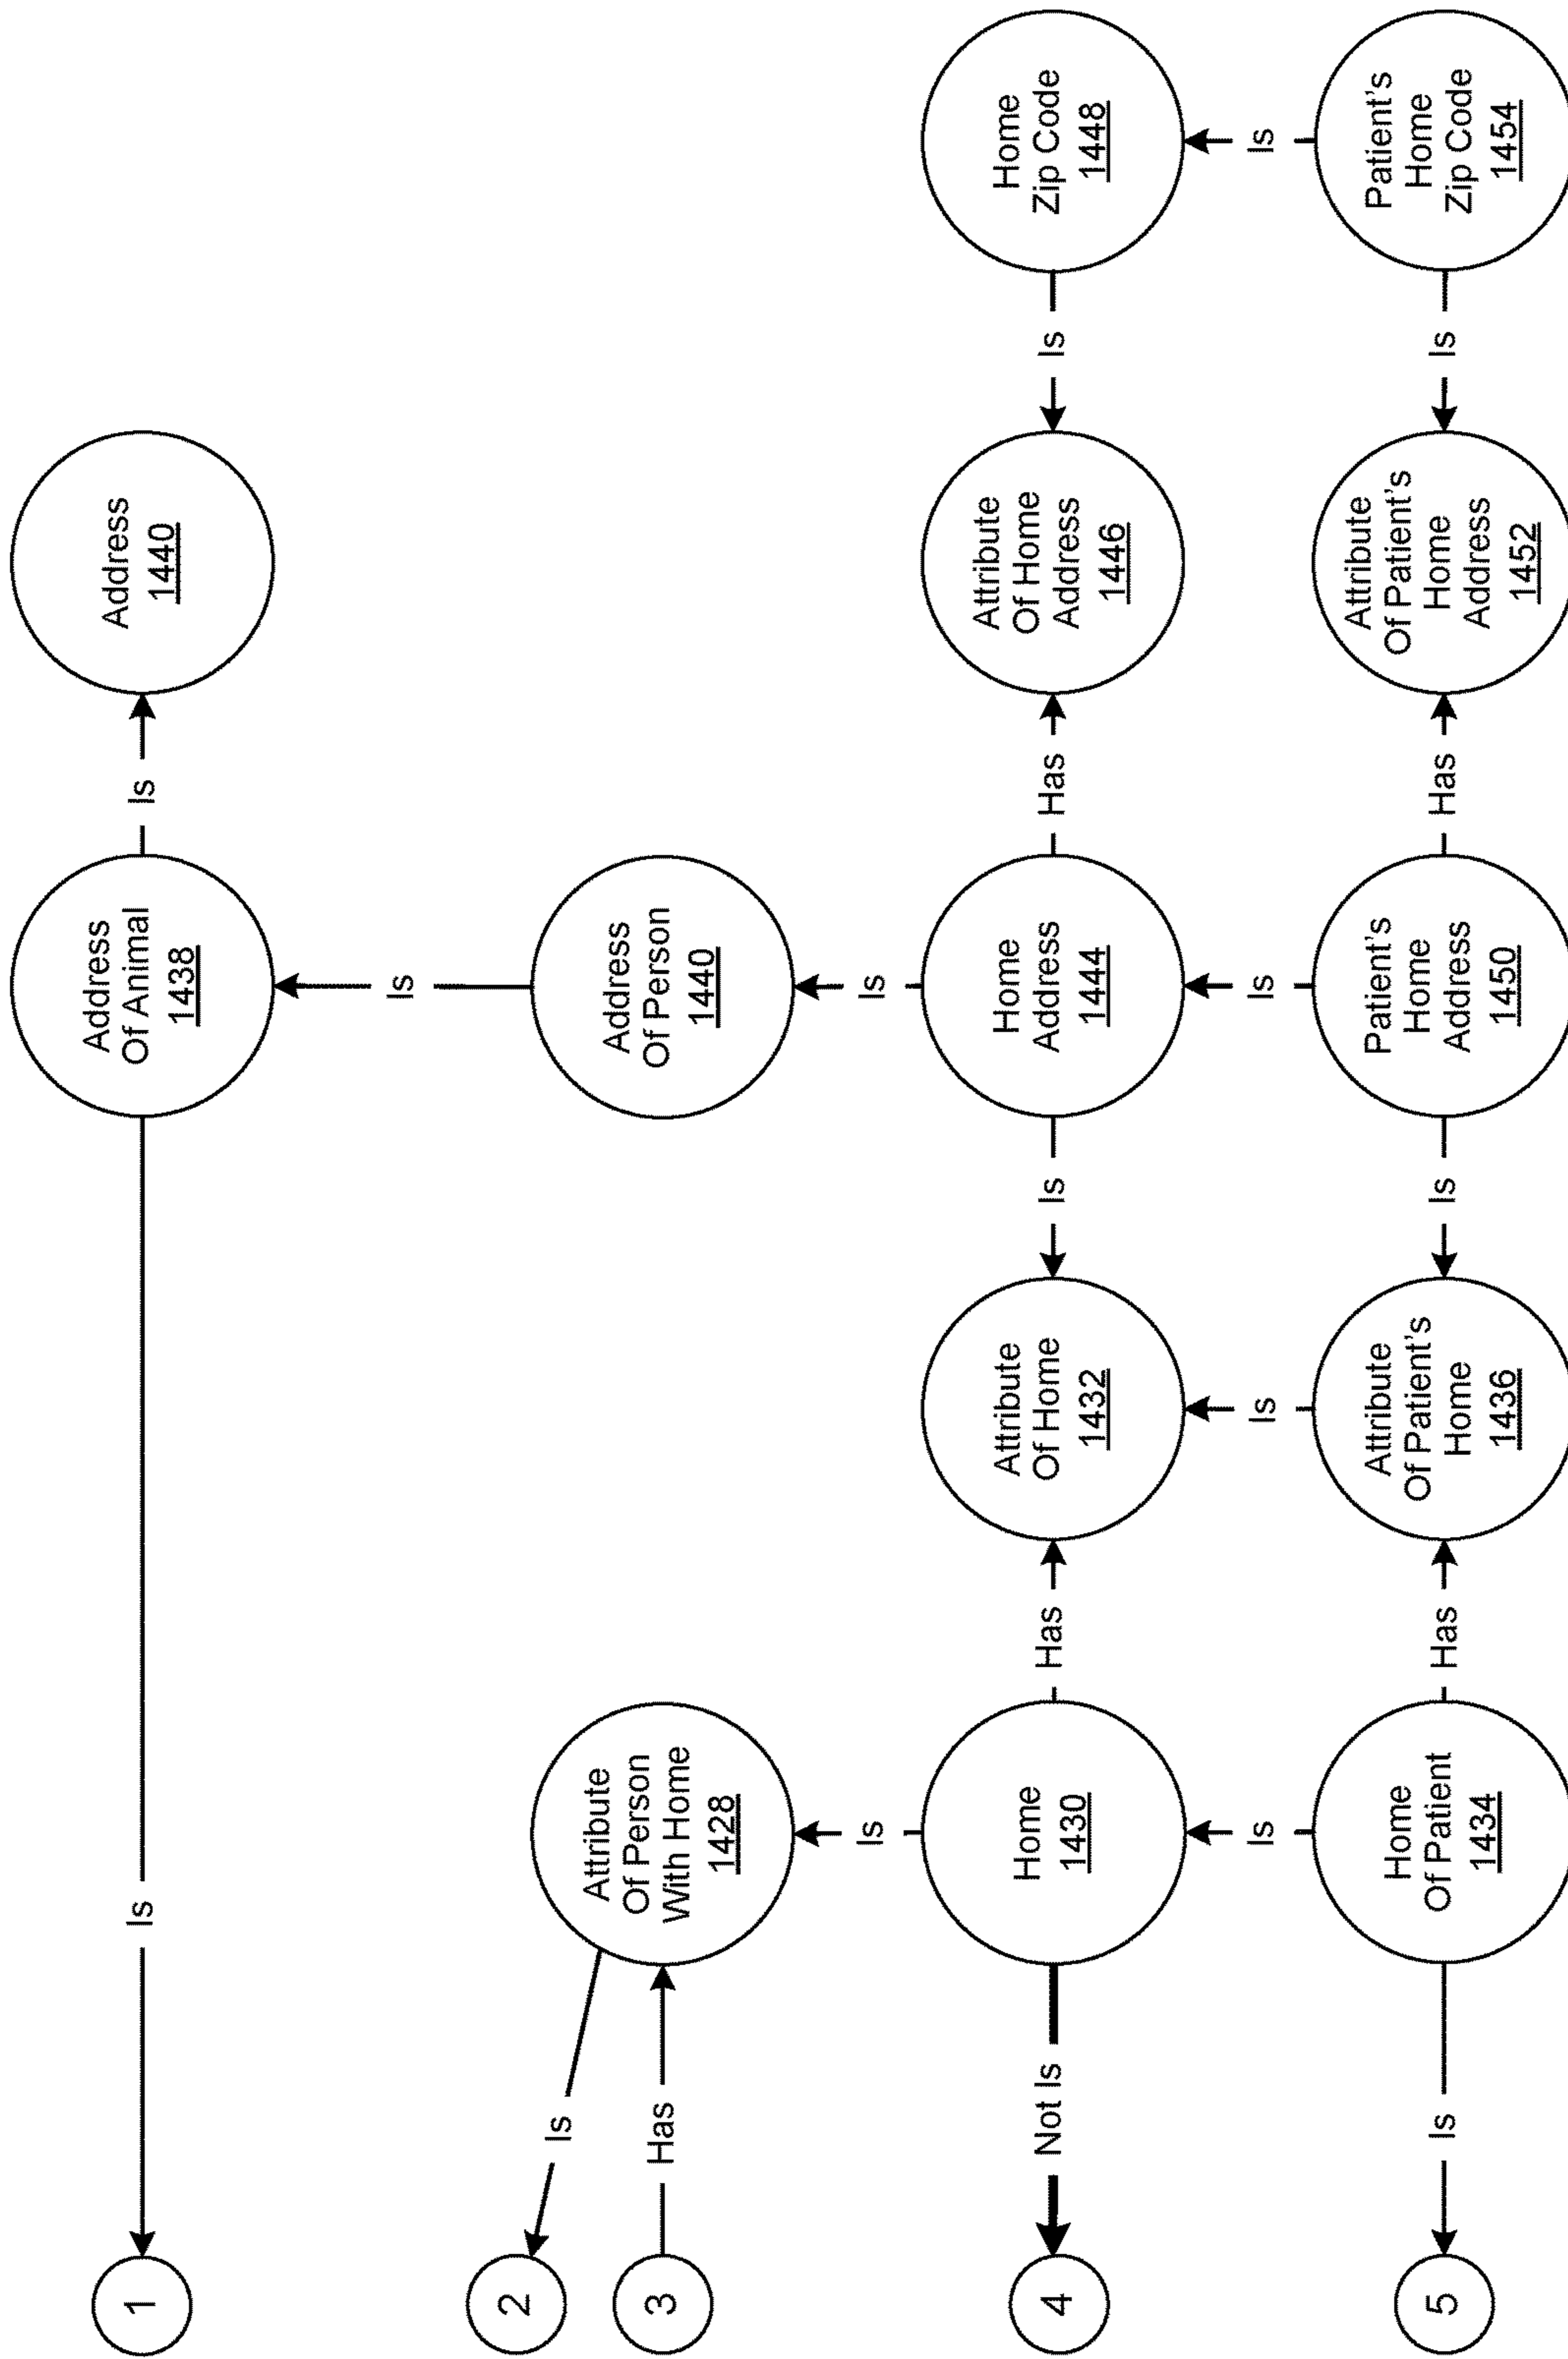 1
Is
Address
Of Animal
1438
Is
Address
1440
Is
2
Is
3
Has
Attribute
Of Person
With Home
1428
Address
Of Person
1440
Is
Is
4
Not Is
Home
1430
Has
Attribute
Of Home
1432
Is
Home
Address
1444
Has
Attribute
Of Home
Address
1446
Is
Home
Zip Code
1448
Is
Is
Is
Is
5
Is
Home
Of Patient
1434
Has
Attribute
Of Patient's
Home
1436
Is
Patient's
Home
Address
1450
Has
Attribute
Of Patient's
Home
Address
1452
Is
Patient's
Home
Zip Code
1454